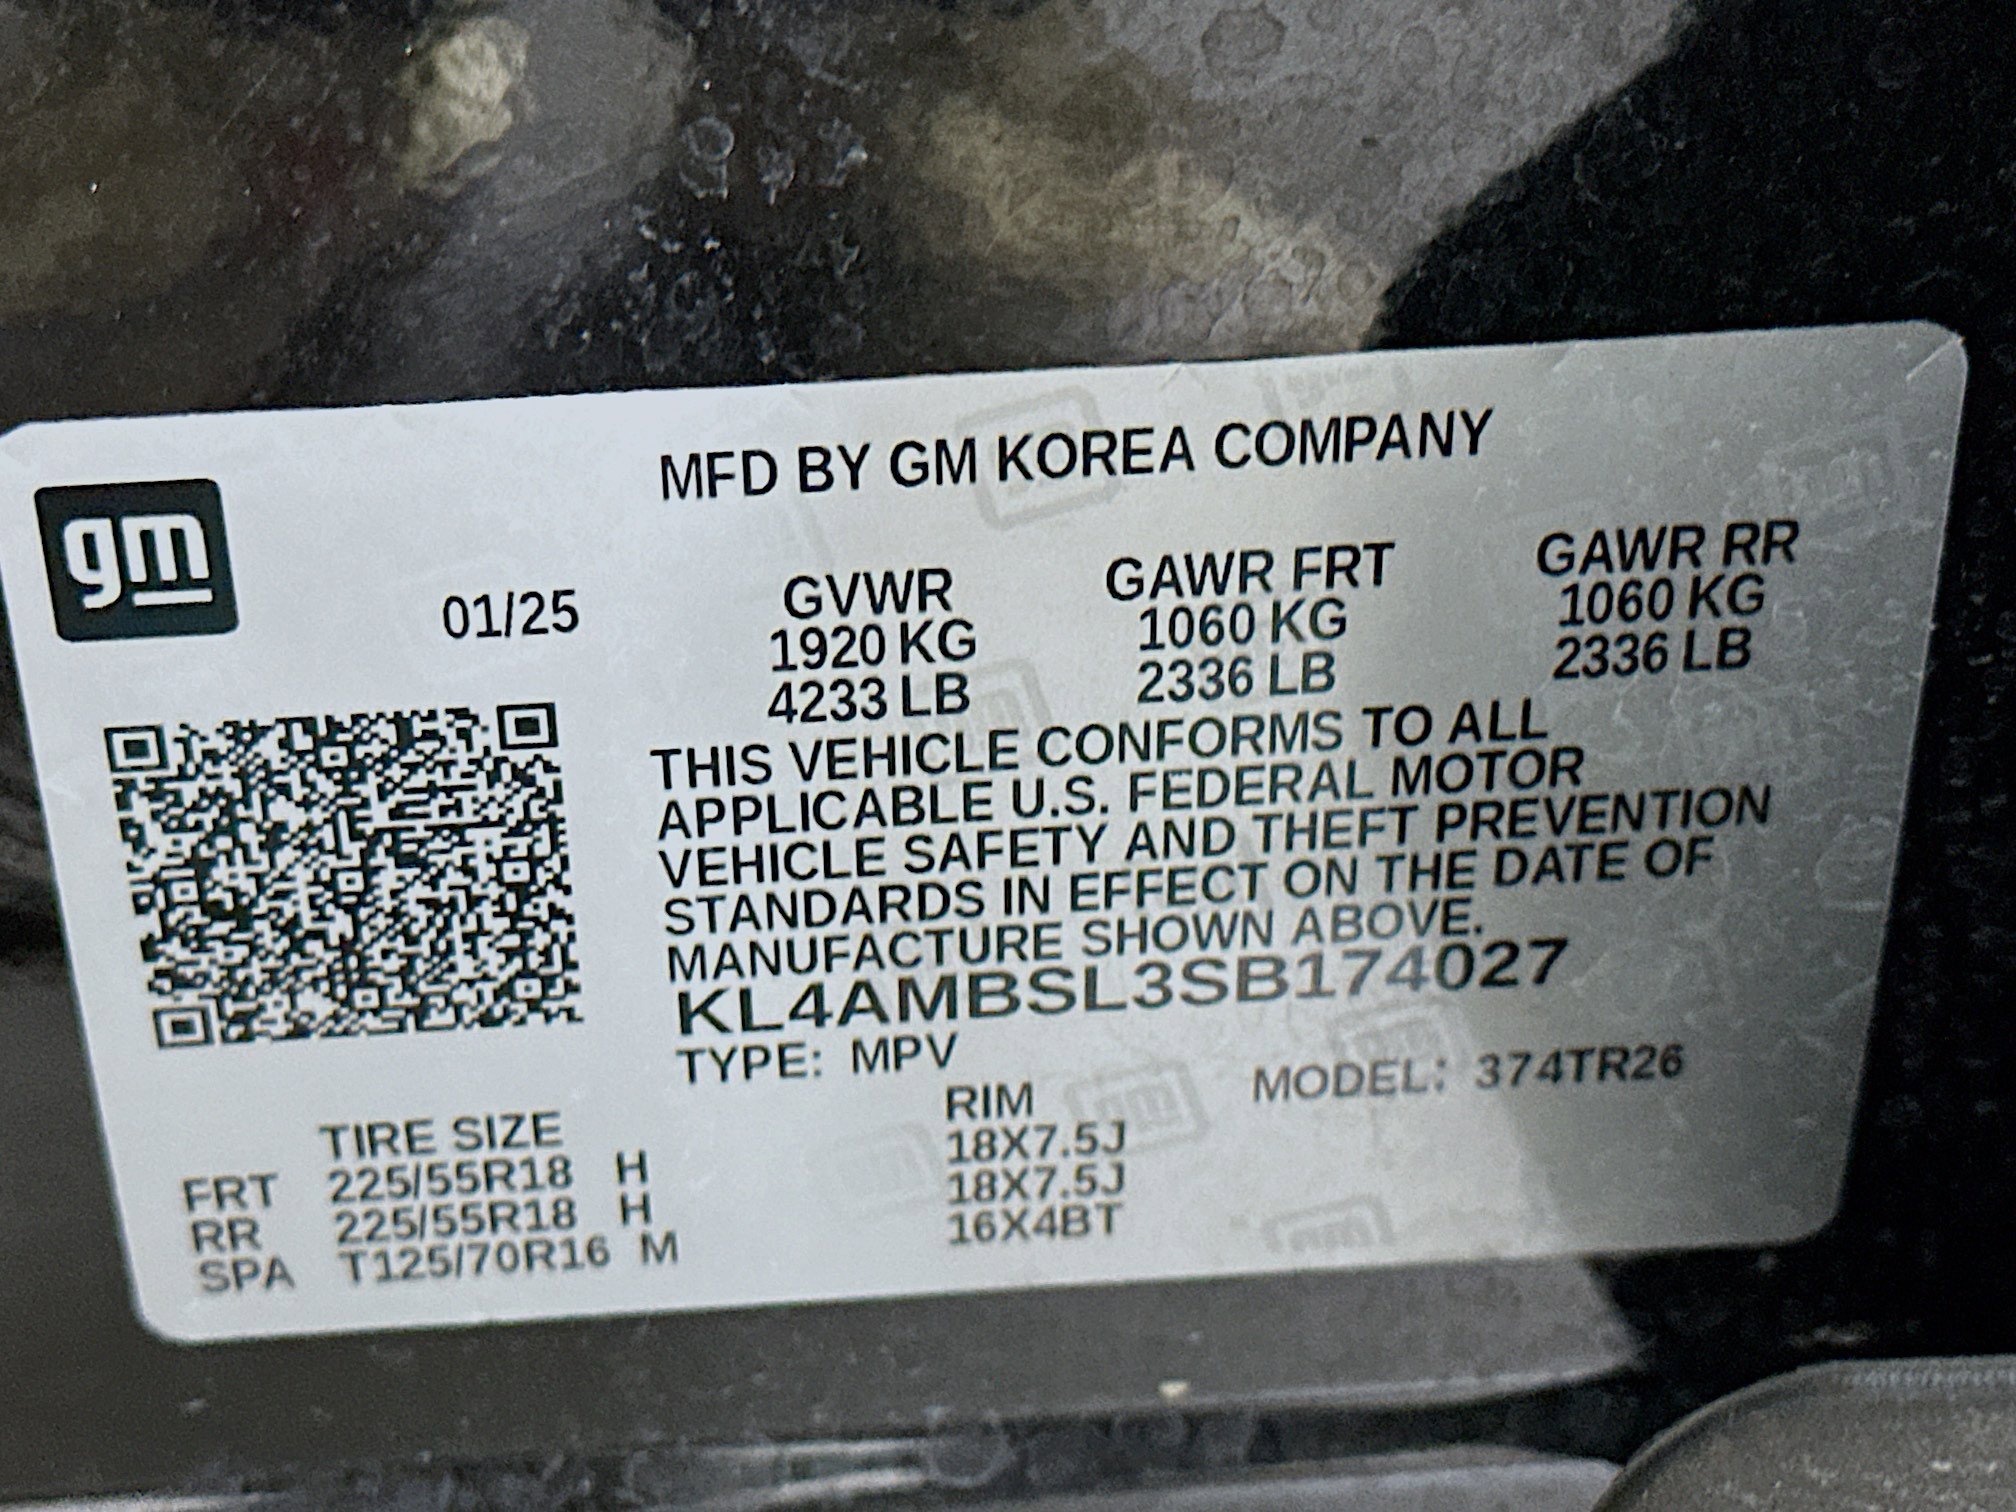 MFD BY GM KOREA COMPANY
gm
01/25
GVWR GAWR FRT GAWR RR
1920 KG 1060 KG 1060 KG
4233 LB 2336 LB 2336 LB
THIS VEHICLE CONFORMS TO ALL
APPLICABLE U.S. FEDERAL MOTOR
VEHICLE SAFETY AND THEFT PREVENTION
STANDARDS IN EFFECT ON THE DATE OF
MANUFACTURE SHOWN ABOVE.
KL4AMBSL3SB174027
TYPE: MPV MODEL: 374TR26
TIRE SIZE RIM
FRT 225/55R18 H 18X7.5J
RR 225/55R18 H 18X7.5J
SPA T125/70R16 M 16X4BT